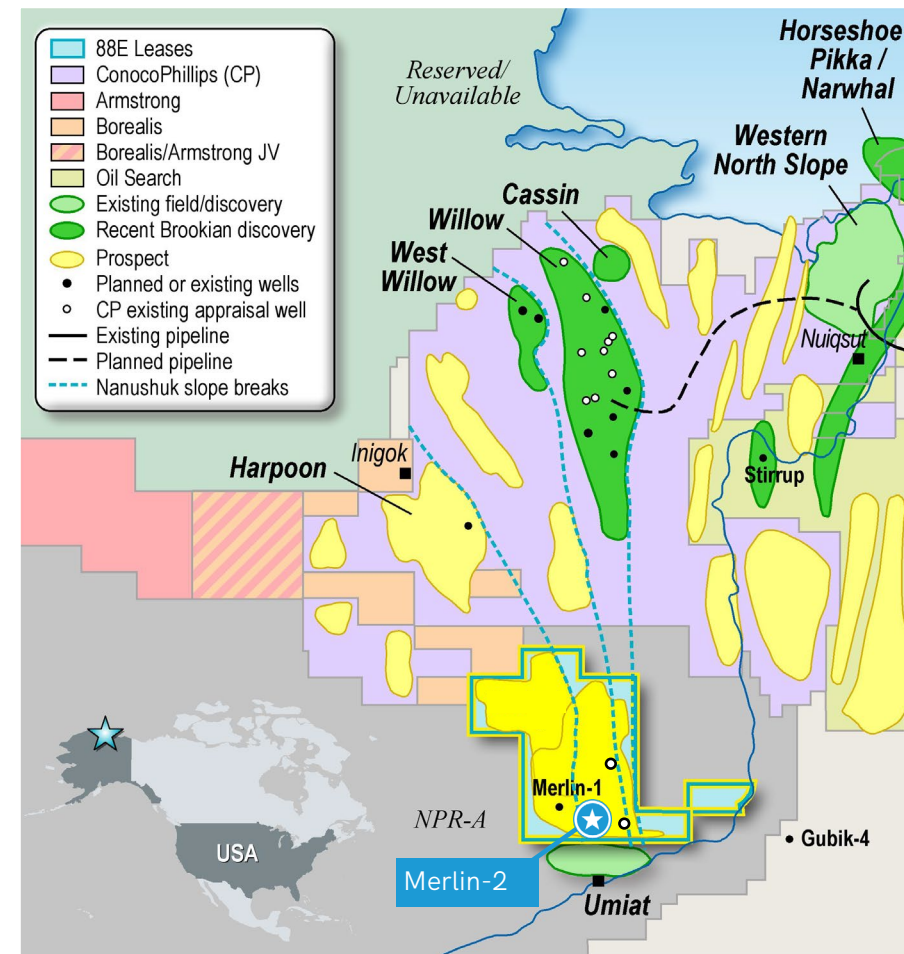 88E Leases
ConocoPhillips (CP)
Armstrong
Borealis
Borealis/Armstrong JV
Oil Search
Existing field/discovery
Recent Brookian discovery
Prospect
Planned or existing wells
CP existing appraisal well
Existing pipeline
Planned pipeline
Nanushuk slope breaks
Reserved/
Unavailable
Horseshoe
Pikka /
Narwhal
Western
North Slope
Cassin
Willow
West
Willow
Nuiqsut
Inigok
Harpoon
Stirrup
Merlin-1
NPR-A
Gubik-4
Merlin-2
Umiat
USA